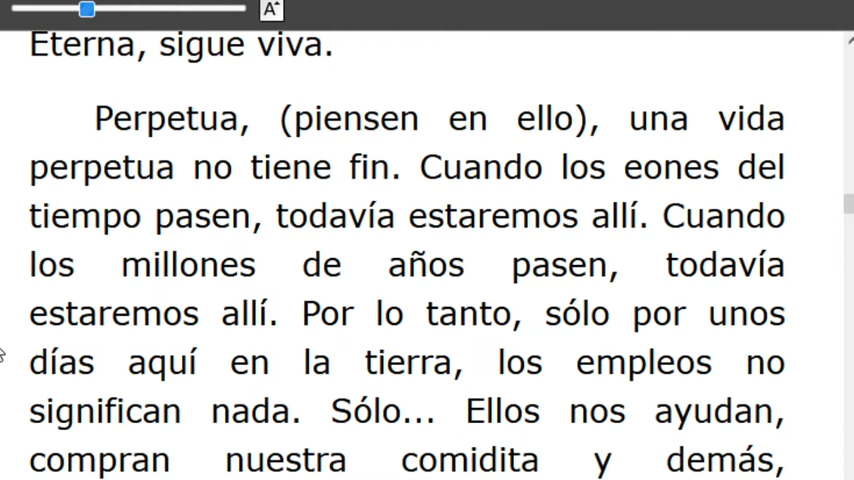 A
Eterna, sigue viva.
Perpetua, (piensen en ello), una vida
perpetua no tiene fin. Cuando los eones del
tiempo pasen, todavía estaremos allí. Cuando
los millones de años pasen, todavía
estaremos allí. Por lo tanto, sólo por unos
días aquí en la tierra, los empleos no
significan nada. Sólo... Ellos nos ayudan,
compran nuestra comidita y demás,